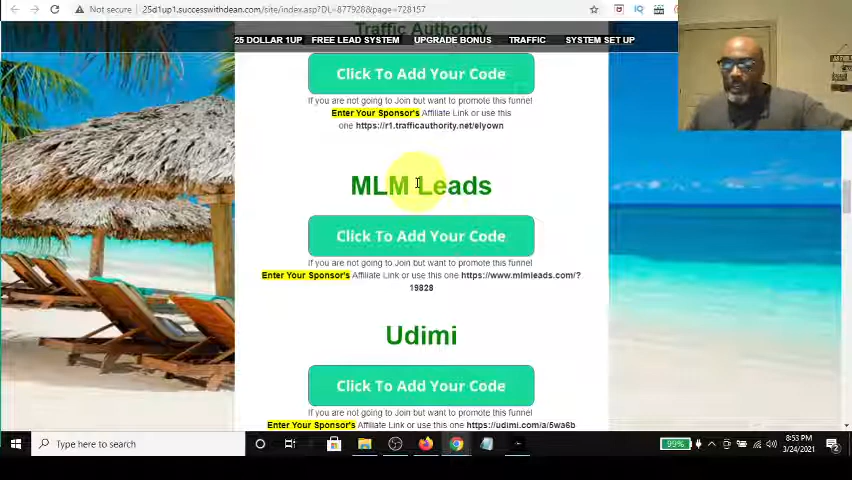 Not secure
25d1up1.successwithdean.com/site/index.asp?DL=877928&page=728157
Traffic Authority
25 DOLLAR 1UP FREE LEAD SYSTEM UPGRADE BONUS TRAFFIC SYSTEM SET UP
Click To Add Your Code
If you are not going to Join but want to promote this funnel
Enter Your Sponsor's Affiliate Link or use this
one https://r1.trafficauthority.net/elyown
MLM Leads
Click To Add Your Code
If you are not going to Join but want to promote this funnel
Enter Your Sponsor's Affiliate Link or use this one https://www.mlmleads.com/?
19828
Udimi
Click To Add Your Code
If you are not going to Join but want to promote this funnel
Enter Your Sponsor's Affiliate Link or use this one https://udimi.com/a/5wa6b
Type here to search
99%
8:53 PM
3/24/2021
2